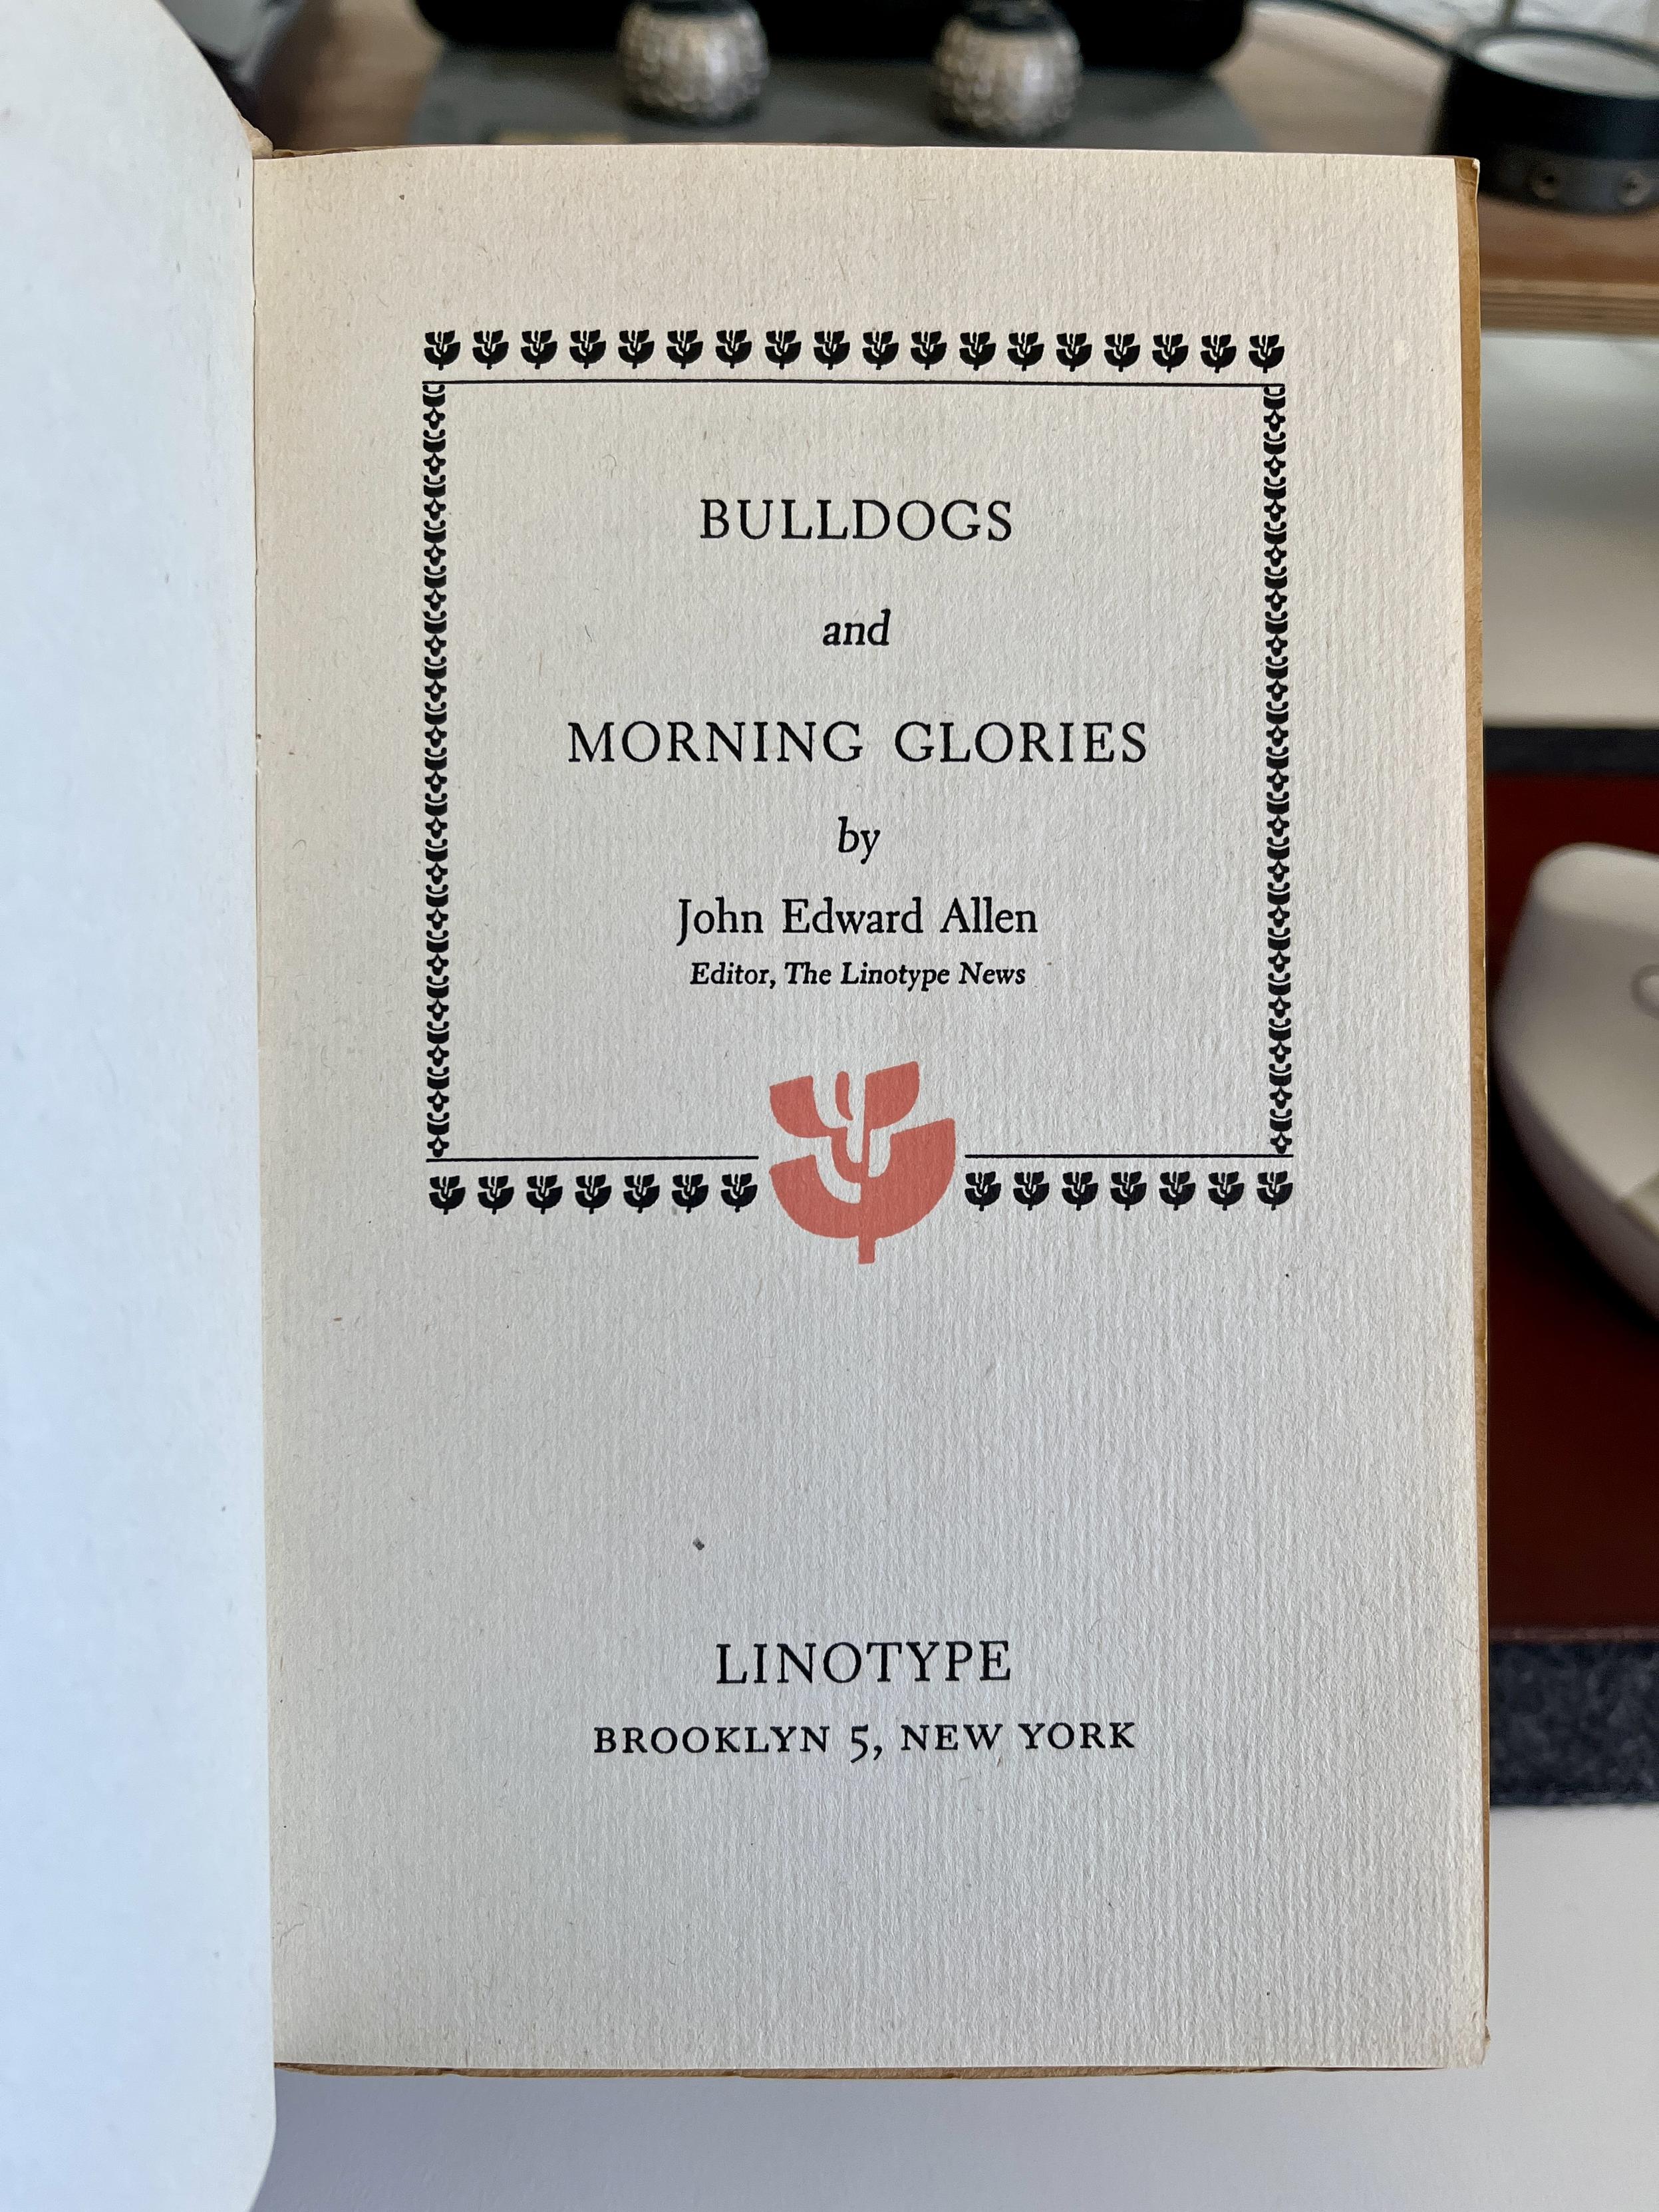 BULLDOGS
and
MORNING GLORIES
by
John Edward Allen
Editor, The Linotype News
LINOTYPE
BROOKLYN 5, NEW YORK